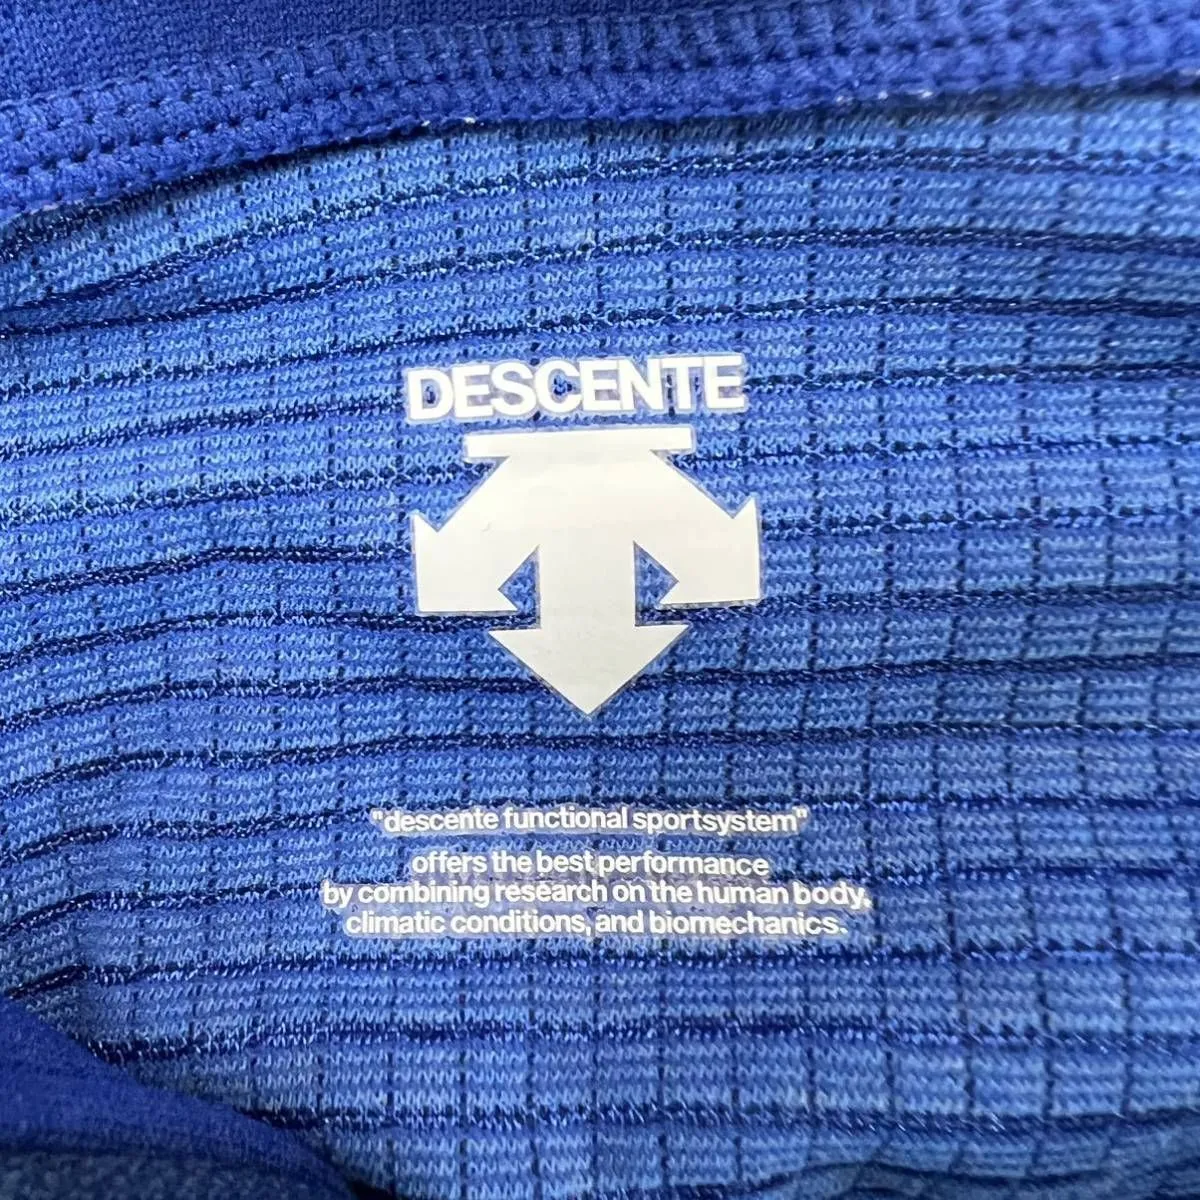 DESCENTE
"descente functional sportsystem"
offers the best performance
by combining research on the human body,
climatic conditions, and biomechanics.